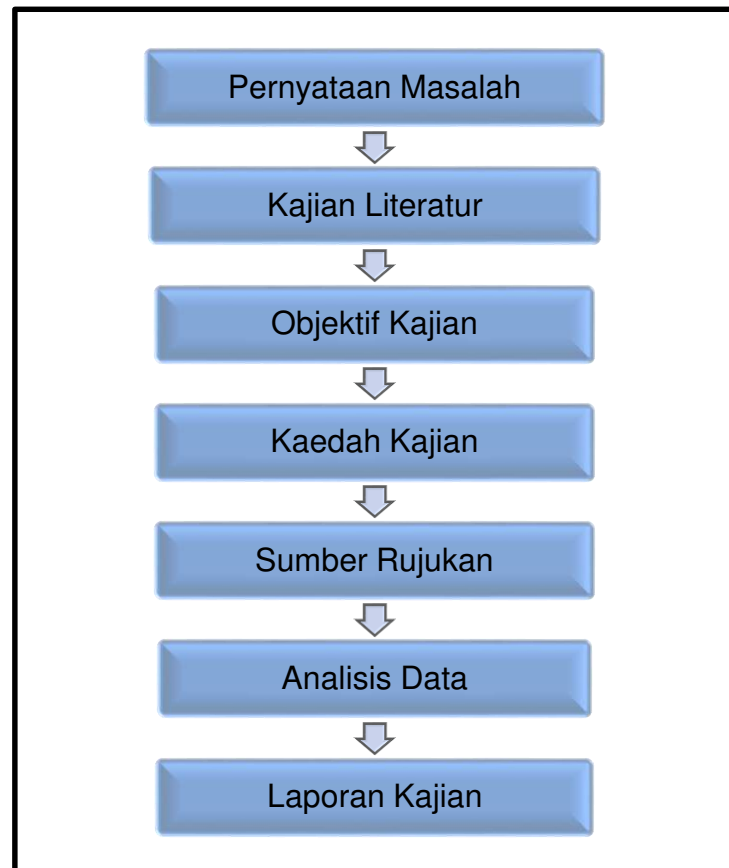 Pernyataan Masalah
Kajian Literatur
Objektif Kajian
Kaedah Kajian
Sumber Rujukan
Analisis Data
Laporan Kajian